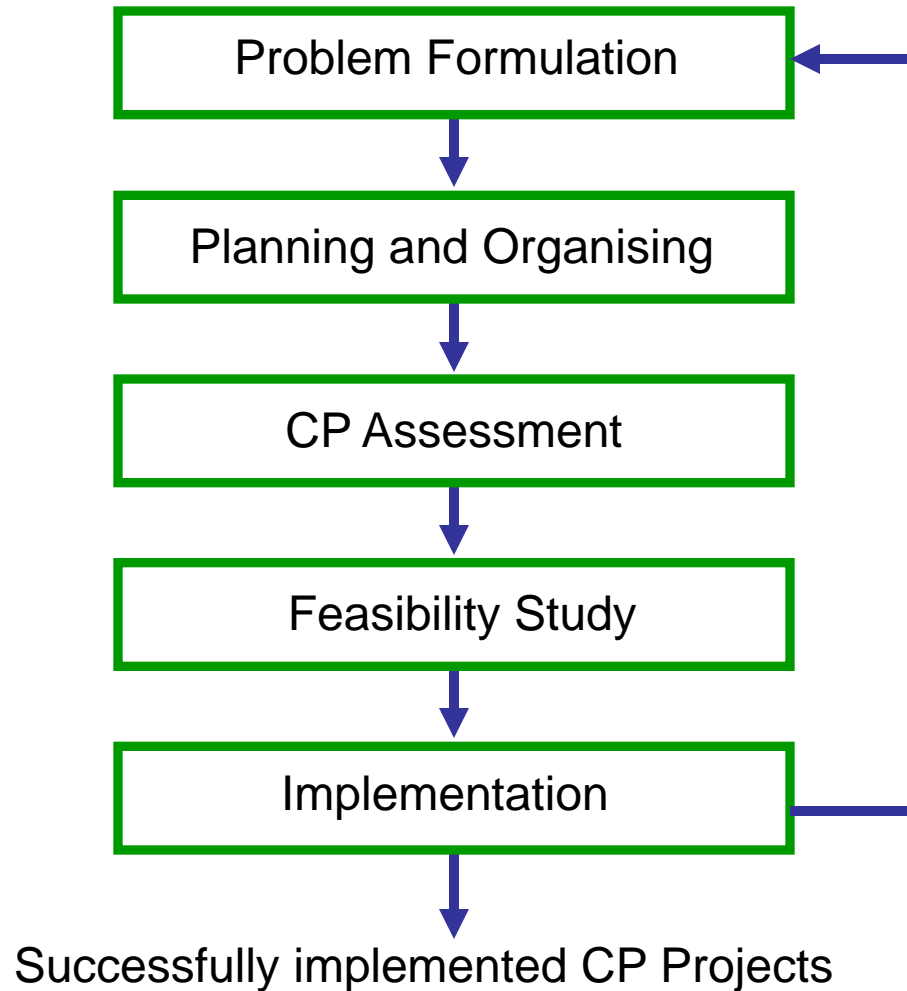 Problem Formulation
Planning and Organising
CP Assessment
Feasibility Study
Implementation
Successfully implemented CP Projects